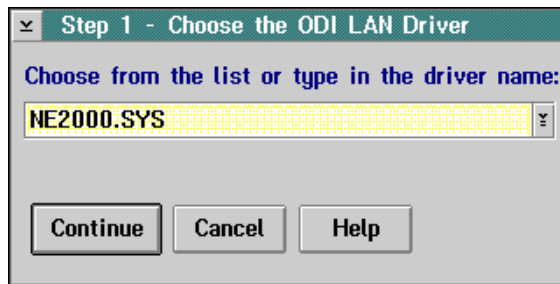 Step 1 - Choose the ODI LAN Driver
Choose from the list or type in the driver name:
NE2000.SYS
Continue Cancel Help